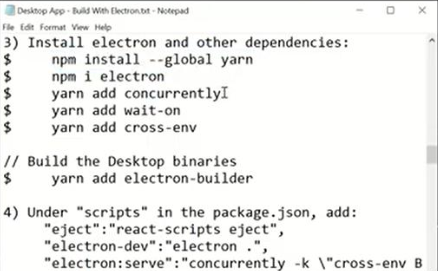 Desktop App - Build With Electron.txt - Notepad
File Edit Format View Help
3) Install electron and other dependencies:
$ npm install --global yarn
$ npm i electron
$ yarn add concurrently
$ yarn add wait-on
$ yarn add cross-env
// Build the Desktop binaries
$ yarn add electron-builder
4) Under "scripts" in the package.json, add:
"eject":"react-scripts eject",
"electron-dev":"electron .",
"electron:serve":"concurrently -k \"cross-env B